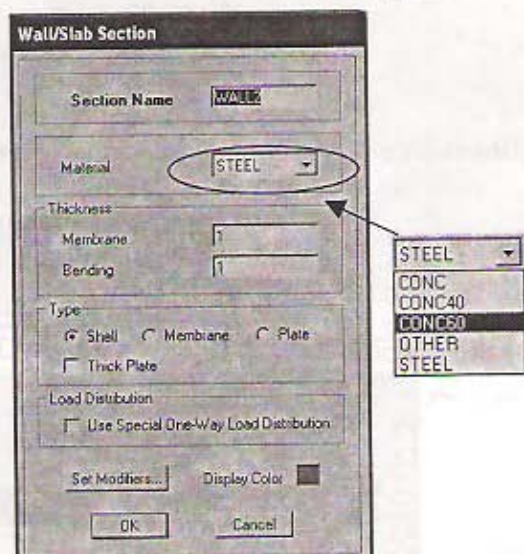 Wall/Slab Section
Section Name WALL2
Material STEEL
Thickness
Membrane 1
Bending 1
Type
Shell Membrane Plate
Thick Plate
Load Distribution
Use Special One-Way Load Distribution
Set Modifiers... Display Color
OK Cancel
STEEL
CONC
CONC40
CONC60
OTHER
STEEL